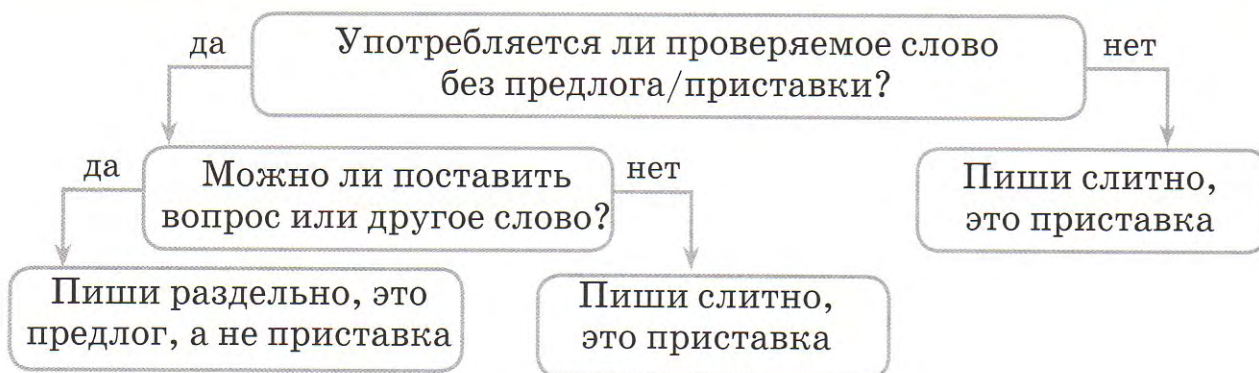 да
Употребляется ли проверяемое слово
без предлога/приставки?
нет
да
Можно ли поставить
вопрос или другое слово?
нет
Пиши слитно,
это приставка
Пиши раздельно, это
предлог, а не приставка
Пиши слитно,
это приставка